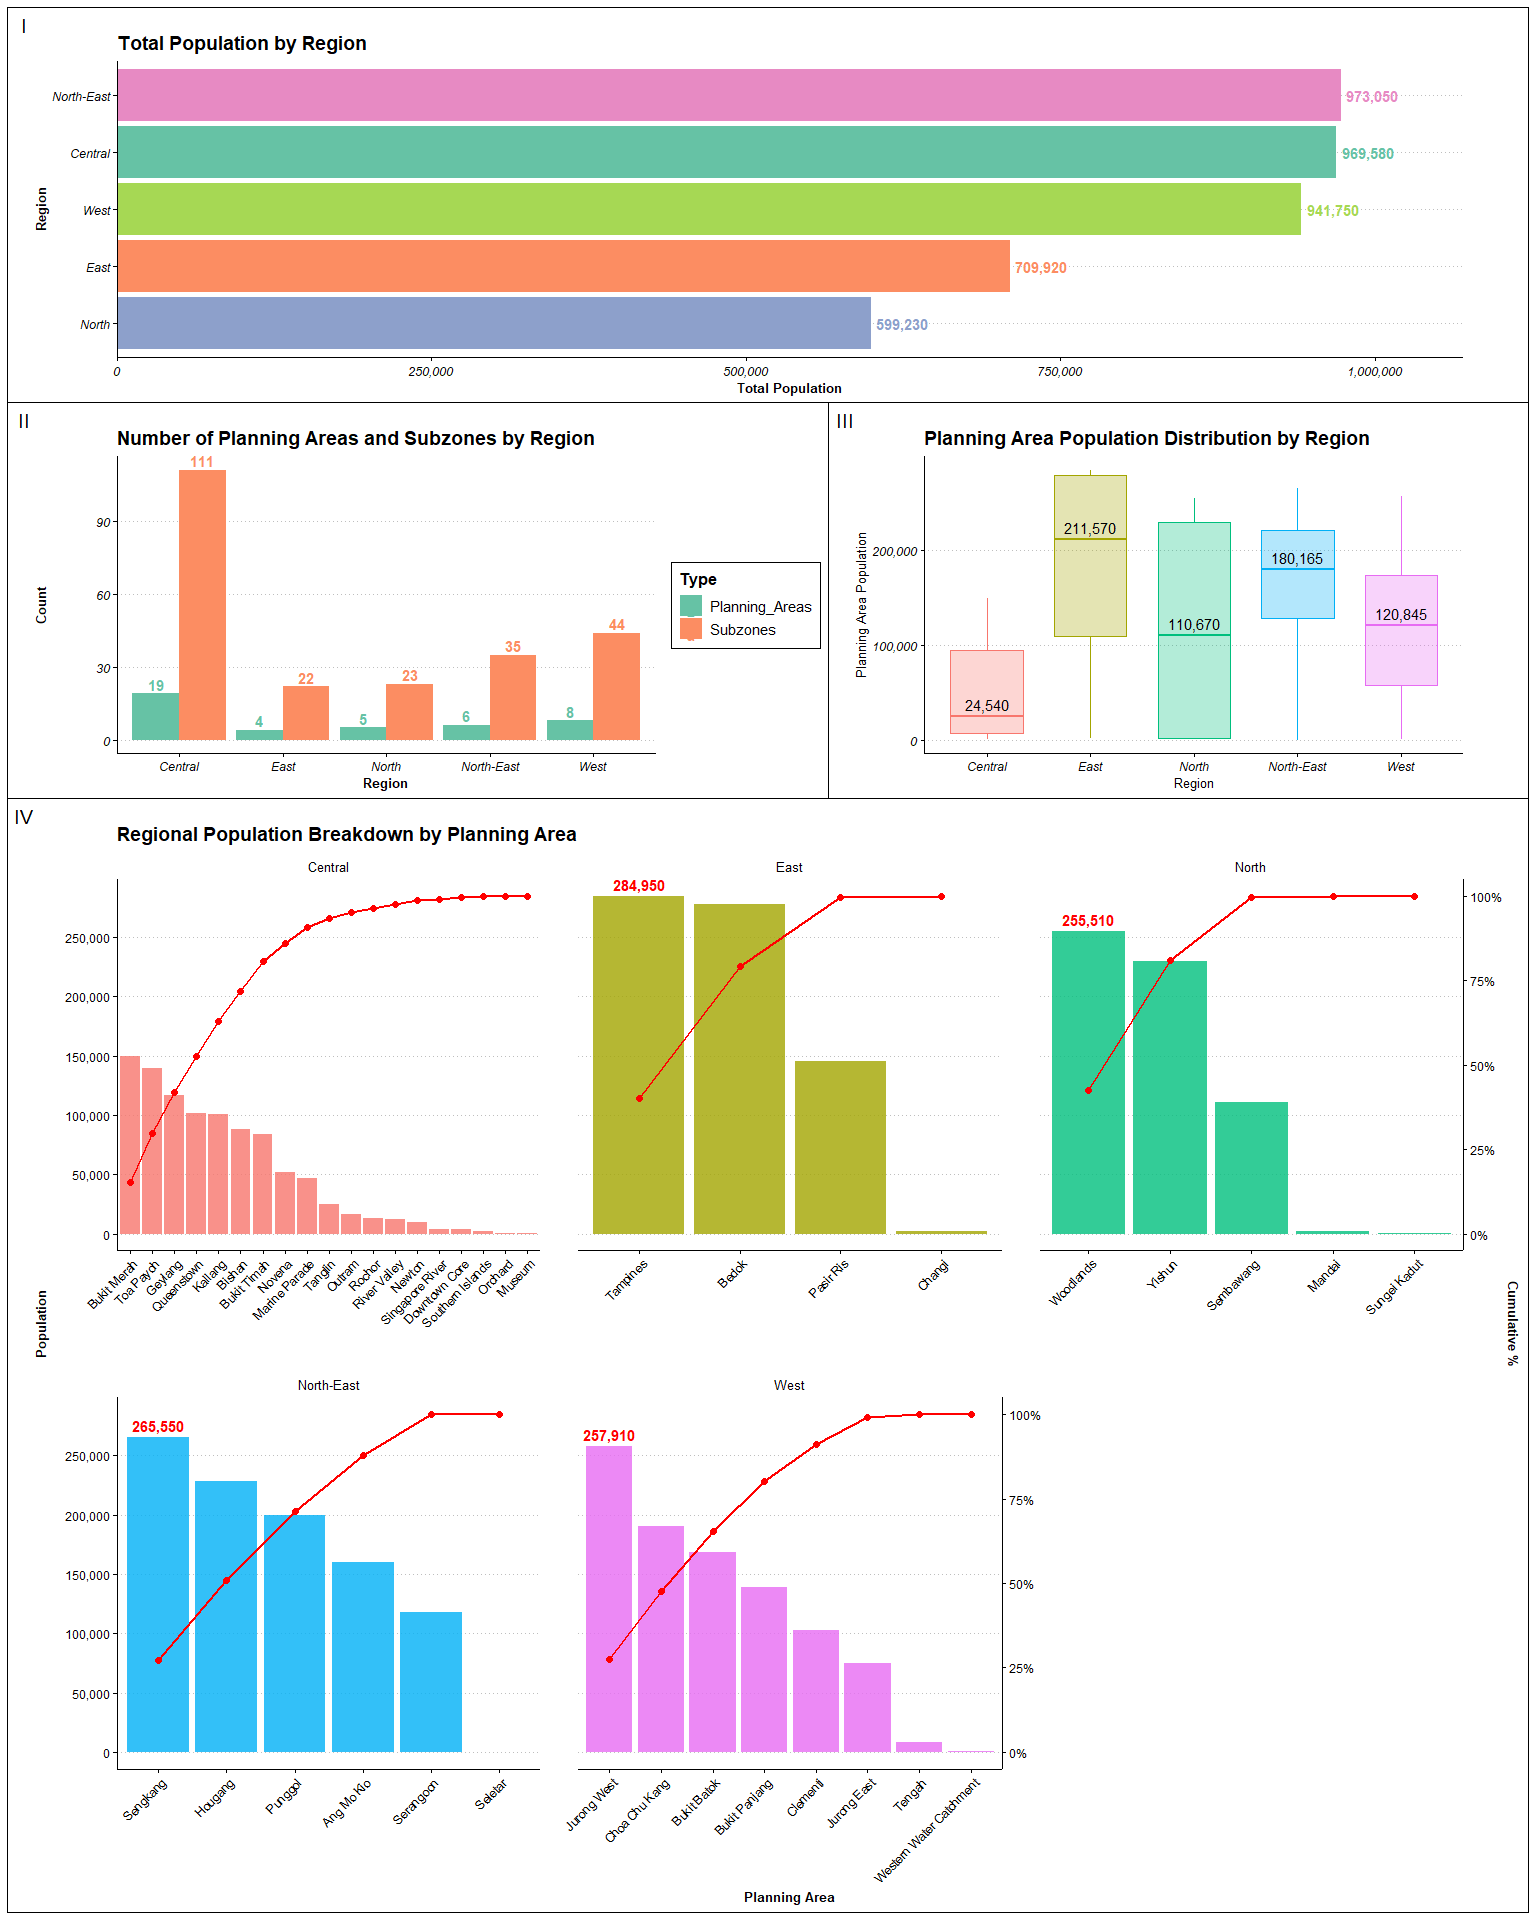 I
Total Population by Region
Region
North-East
973,050
Central
969,580
West
941,750
East
709,920
North
599,230
0
250,000
500,000
750,000
1,000,000
Total Population
II
Number of Planning Areas and Subzones by Region
Count
90
60
30
0
19
111
4
22
5
23
6
35
8
44
Central
East
North
North-East
West
Region
Type
Planning_Areas
Subzones
III
Planning Area Population Distribution by Region
Planning Area Population
200,000
100,000
0
24,540
211,570
110,670
180,165
120,845
Central
East
North
North-East
West
Region
IV
Regional Population Breakdown by Planning Area
Population
Central
250,000
200,000
150,000
100,000
50,000
0
Bukit Merah
Toa Payoh
Geylang
Queenstown
Kallang
Bishan
Bukit Timah
Novena
Marine Parade
Tanglin
Outram
Rochor
River Valley
Newton
Singapore River
Downtown Core
Southern Islands
Orchard
Museum
East
284,950
Tampines
Bedok
Pasir Ris
Changi
North
255,510
Woodlands
Yishun
Sembawang
Mandai
Sungei Kadut
100%
75%
50%
25%
0%
Cumulative %
North-East
265,550
250,000
200,000
150,000
100,000
50,000
0
Sengkang
Hougang
Punggol
Ang Mo Kio
Serangoon
Seletar
West
257,910
Jurong West
Choa Chu Kang
Bukit Batok
Bukit Panjang
Clementi
Jurong East
Tengah
Western Water Catchment
100%
75%
50%
25%
0%
Planning Area